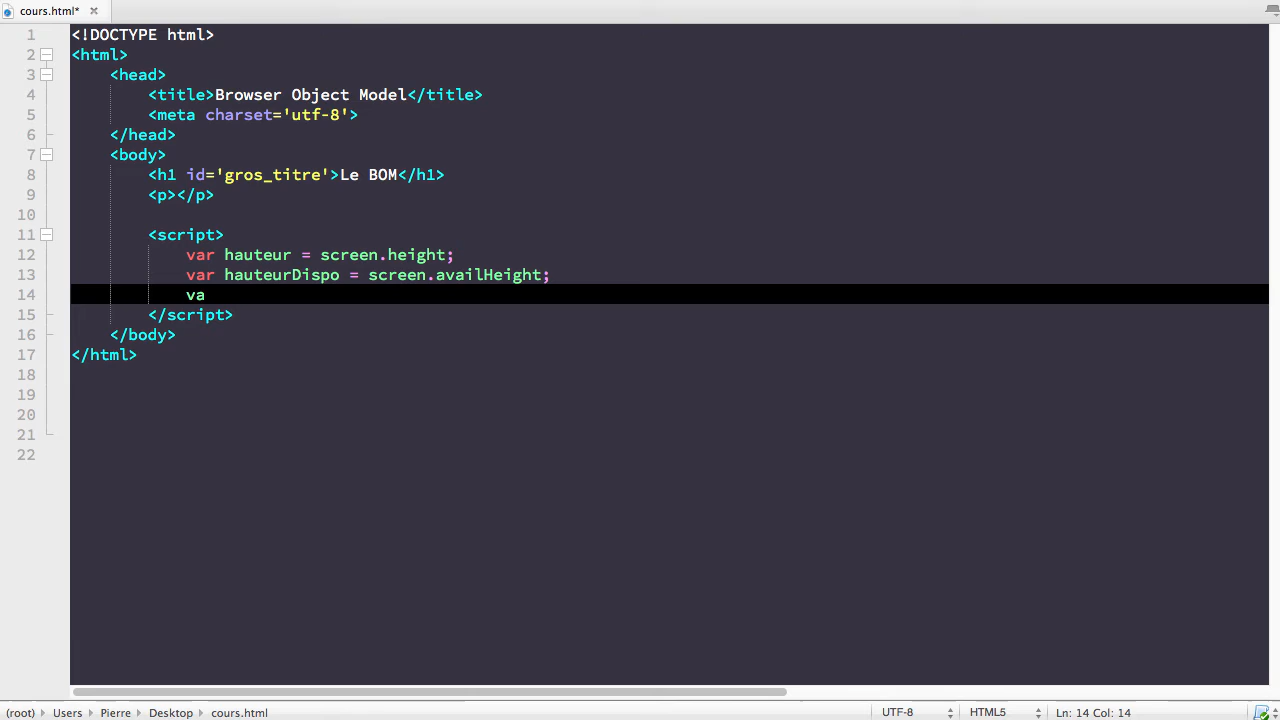 cours.html*
1 <!DOCTYPE html>
2 <html>
3 <head>
4 <title>Browser Object Model</title>
5 <meta charset='utf-8'>
6 </head>
7 <body>
8 <h1 id='gros_titre'>Le BOM</h1>
9 <p></p>
10
11 <script>
12 var hauteur = screen.height;
13 var hauteurDispo = screen.availHeight;
14 va
15 </script>
16 </body>
17 </html>
18
19
20
21
22
(root) Users Pierre Desktop cours.html UTF-8 HTML5 Ln: 14 Col: 14